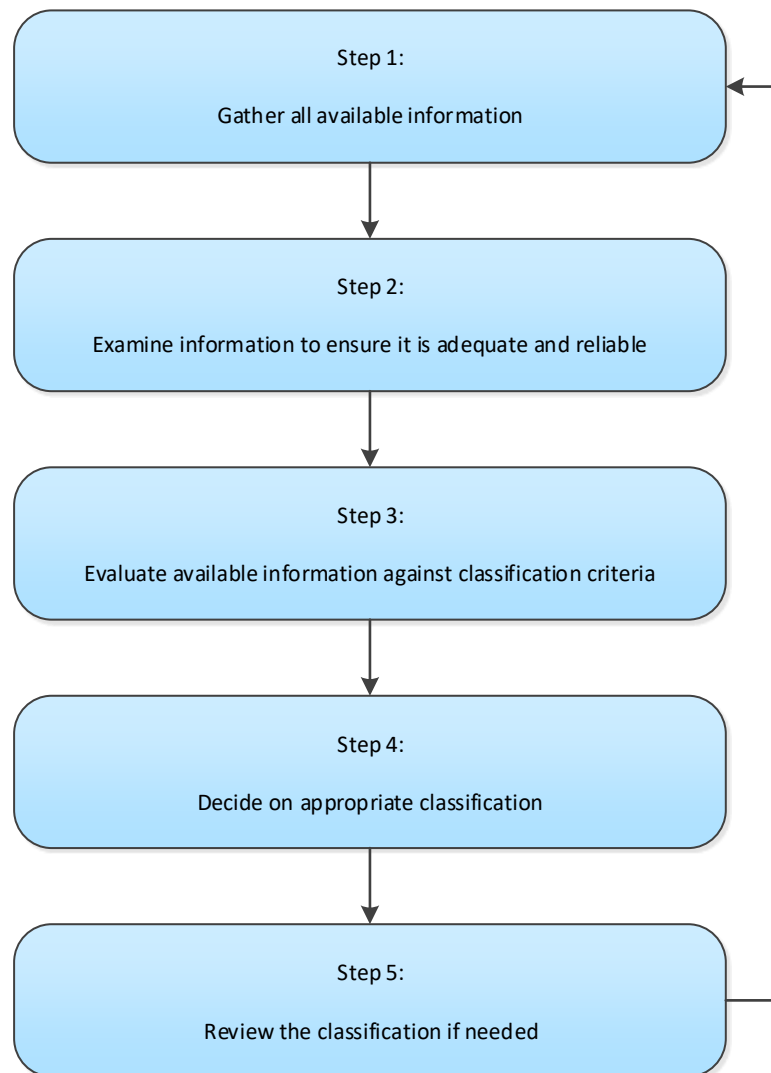 Step 1:
Gather all available information
Step 2:
Examine information to ensure it is adequate and reliable
Step 3:
Evaluate available information against classification criteria
Step 4:
Decide on appropriate classification
Step 5:
Review the classification if needed